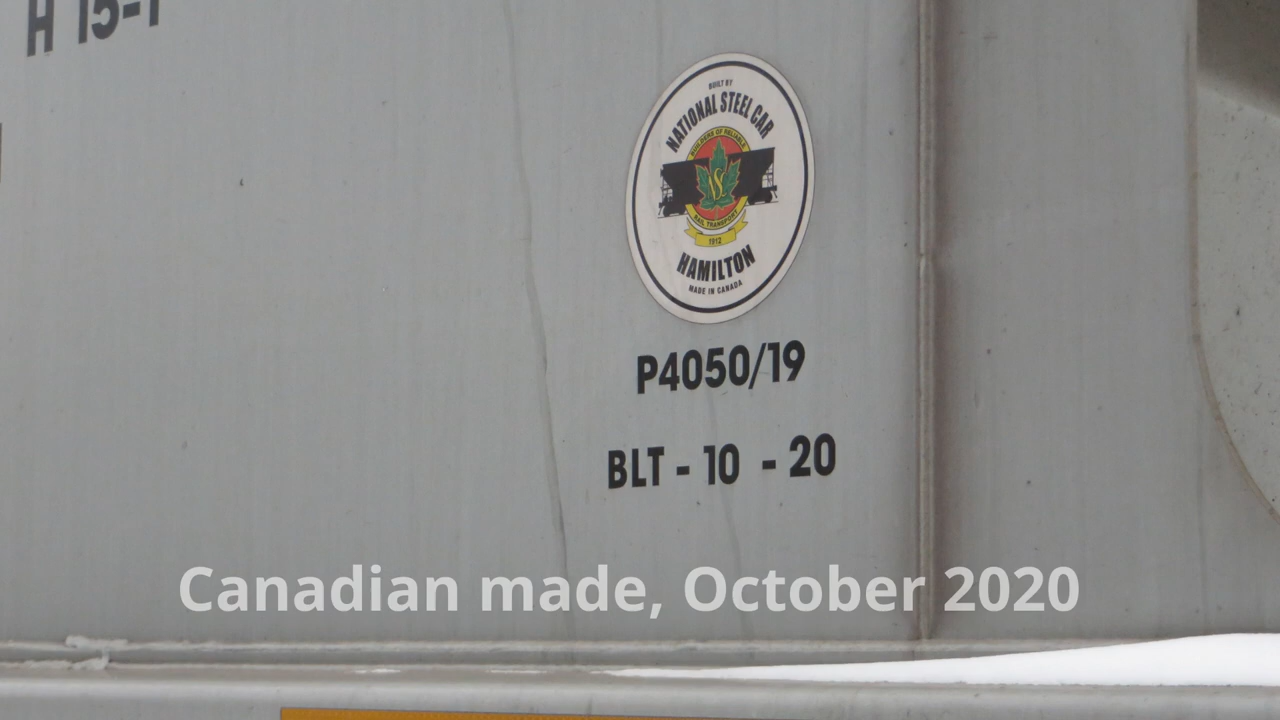 H 15-1
BUILT BY
NATIONAL STEEL CAR
BUILDERS OF RELIABLE
NSC
RAIL TRANSPORT
1912
HAMILTON
MADE IN CANADA
P4050/19
BLT - 10 - 20
Canadian made, October 2020